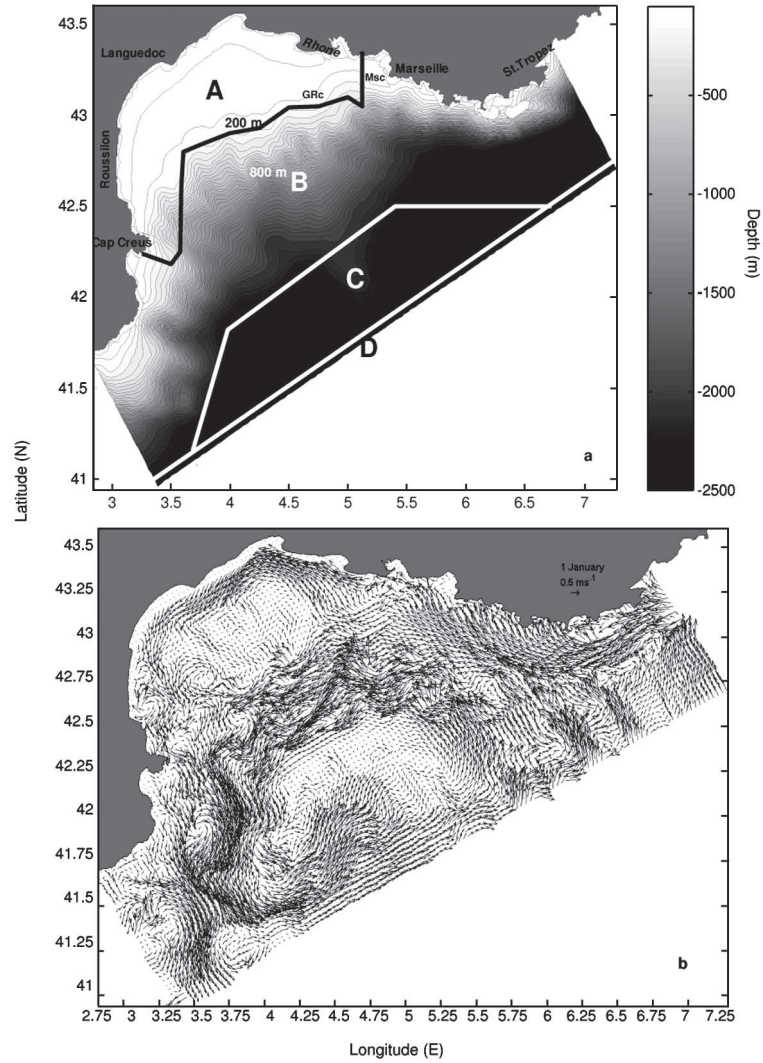 43.5
43
42.5
42
41.5
41
Languedoc
Rhone
Marseille
St.Tropez
A
Msc
GRc
200 m
Roussilon
800 m
B
Cap Creus
C
D
a
3 3.5 4 4.5 5 5.5 6 6.5 7
-500
-1000
-1500
-2000
-2500
Depth (m)
Latitude (N)
43.5
43.25
43
42.75
42.5
42.25
42
41.75
41.5
41.25
41
1 January
0.5 ms-1
b
2.75 3 3.25 3.5 3.75 4 4.25 4.5 4.75 5 5.25 5.5 5.75 6 6.25 6.5 6.75 7 7.25
Longitude (E)